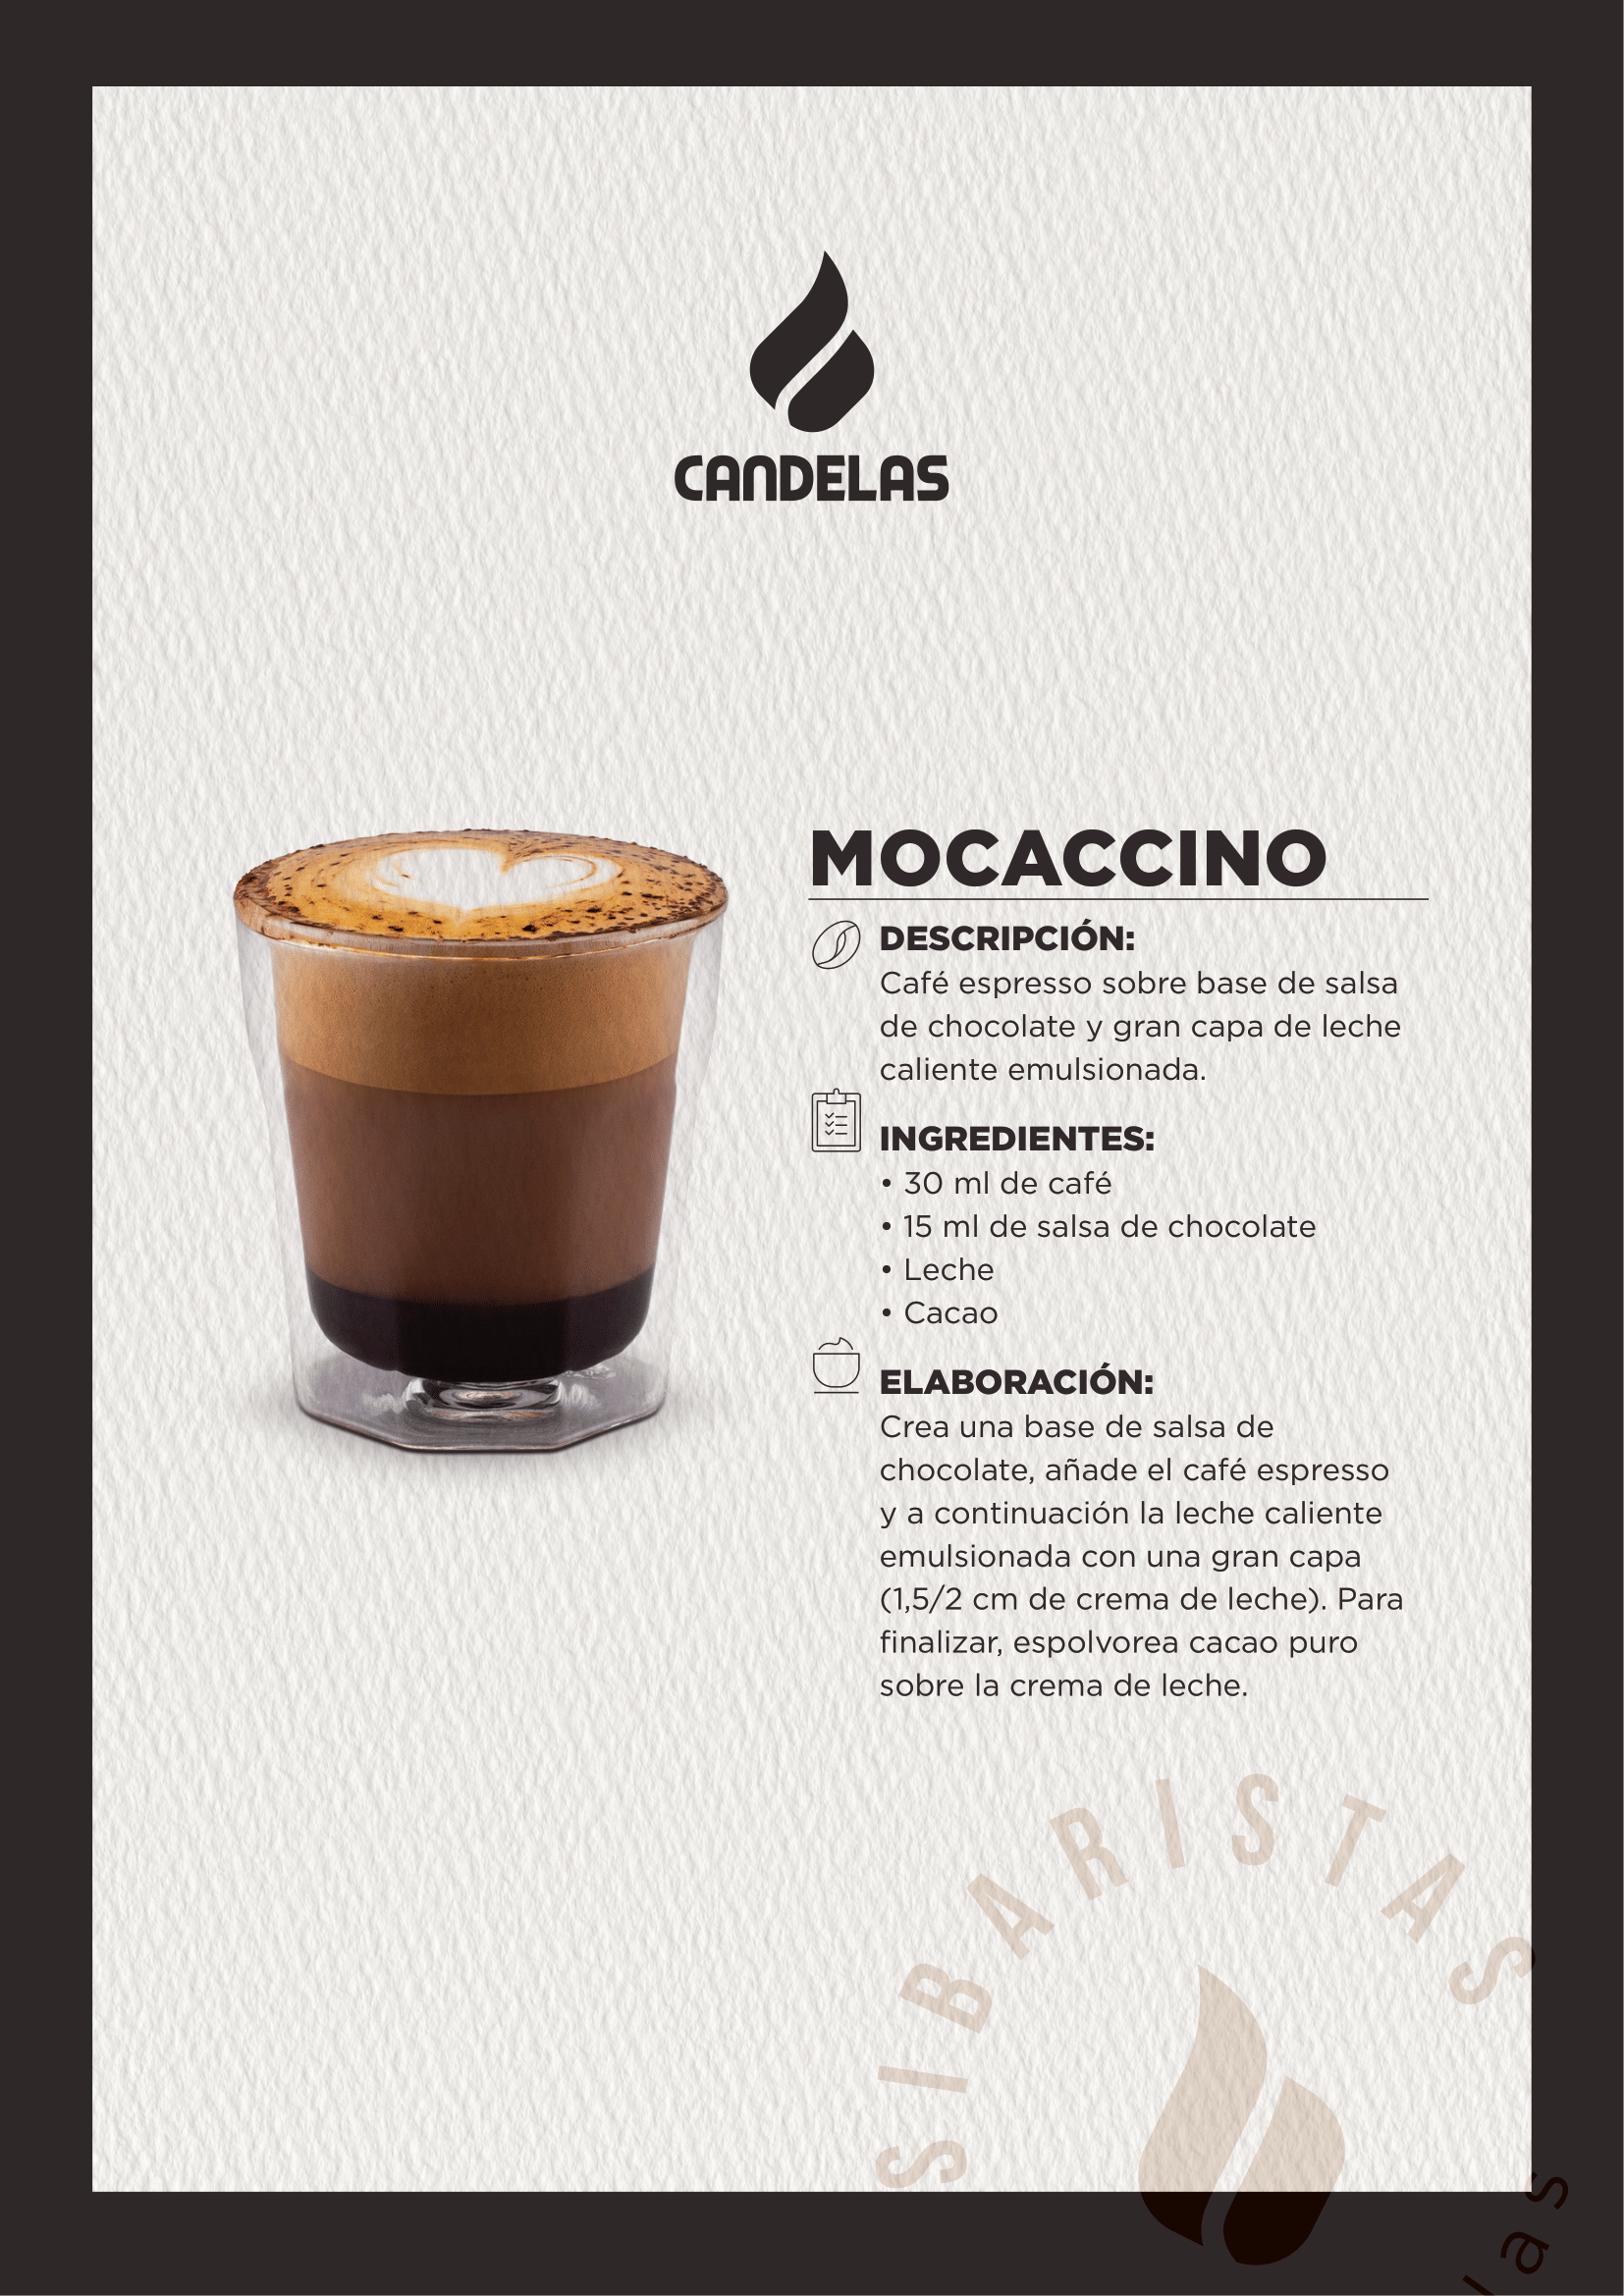 CANDELAS
MOCACCINO
DESCRIPCIÓN:
Café espresso sobre base de salsa
de chocolate y gran capa de leche
caliente emulsionada.
INGREDIENTES:
• 30 ml de café
• 15 ml de salsa de chocolate
• Leche
• Cacao
ELABORACIÓN:
Crea una base de salsa de
chocolate, añade el café espresso
y a continuación la leche caliente
emulsionada con una gran capa
(1,5/2 cm de crema de leche). Para
finalizar, espolvorea cacao puro
sobre la crema de leche.
SIBARISTAS